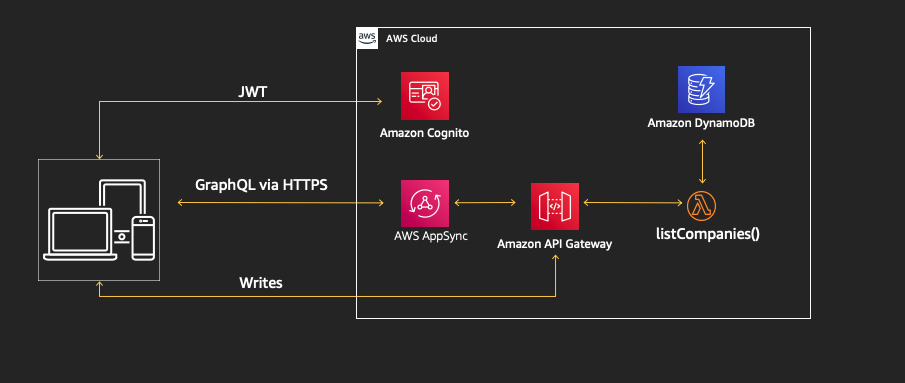 aws
AWS Cloud
JWT
Amazon Cognito
Amazon DynamoDB
GraphQL via HTTPS
AWS AppSync
Amazon API Gateway
listCompanies()
Writes